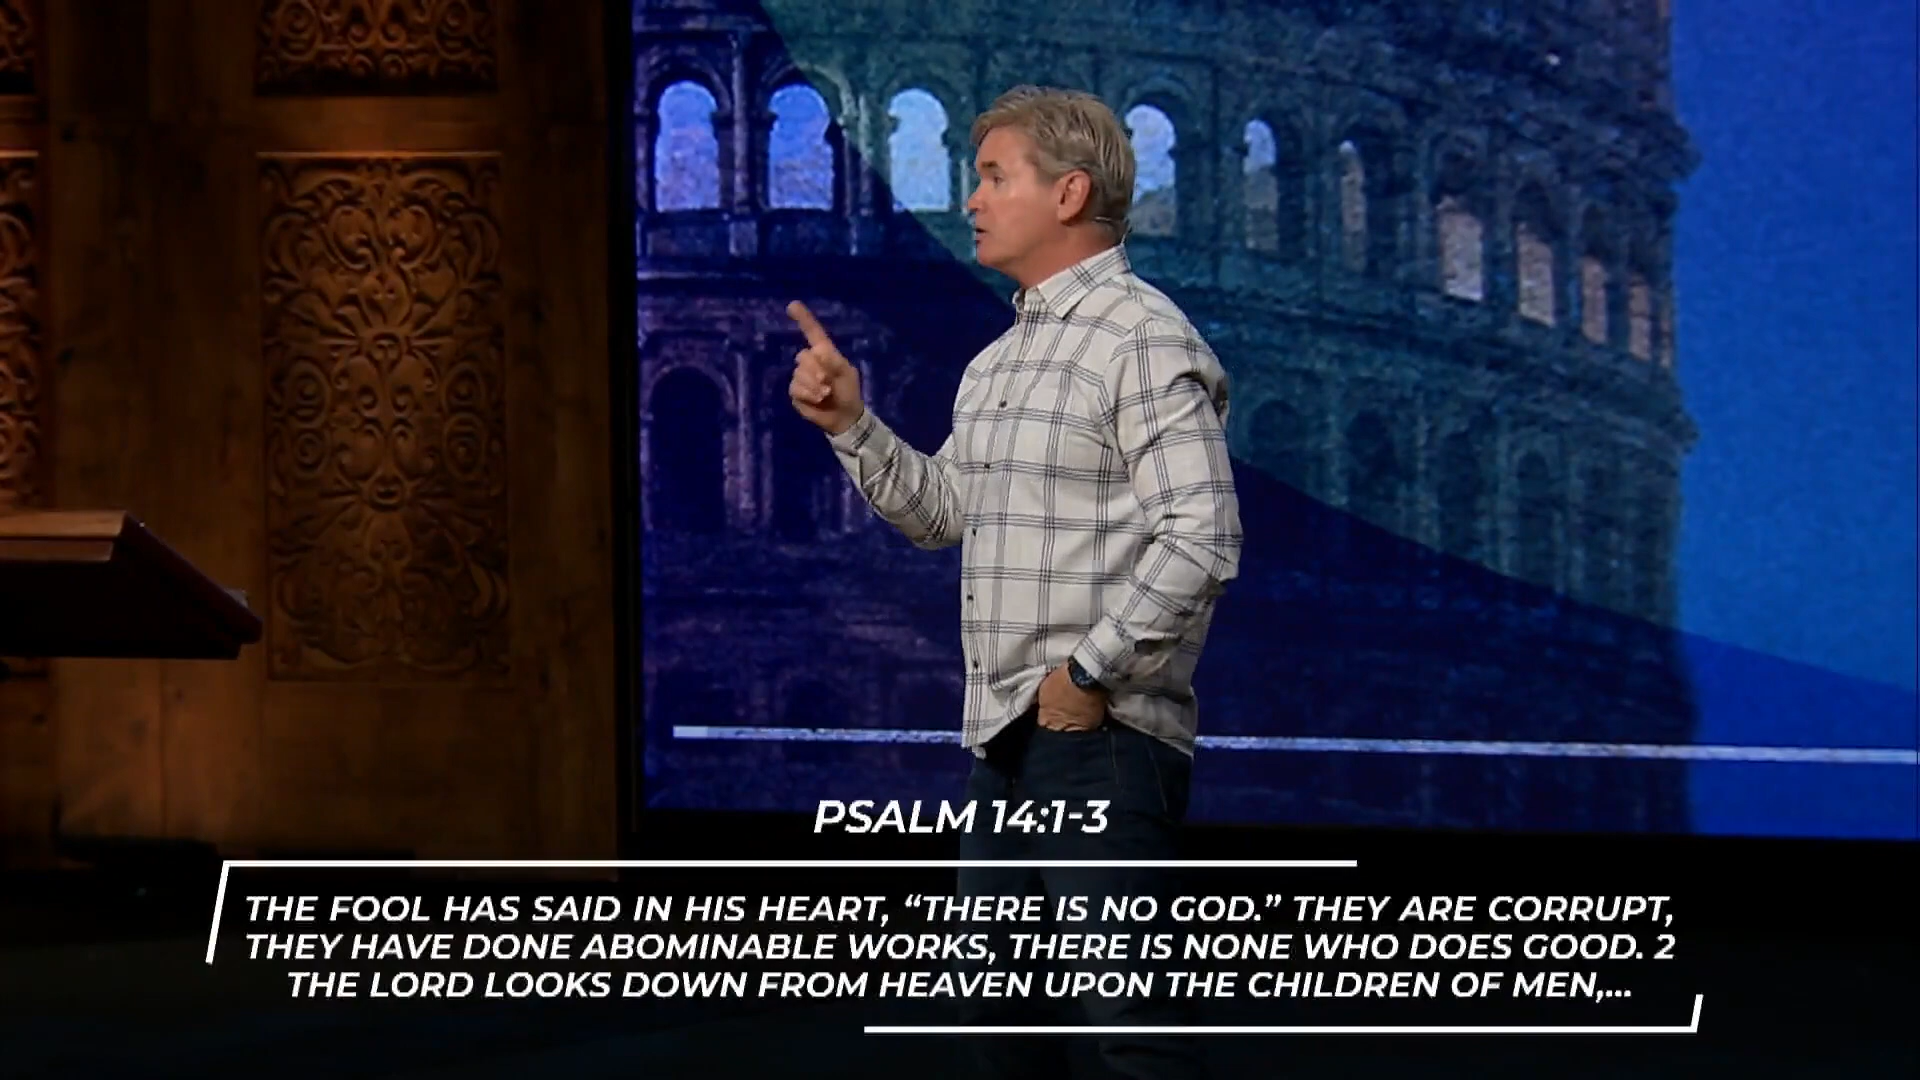 PSALM 14:1-3
THE FOOL HAS SAID IN HIS HEART, “THERE IS NO GOD.” THEY ARE CORRUPT,
THEY HAVE DONE ABOMINABLE WORKS, THERE IS NONE WHO DOES GOOD. 2
THE LORD LOOKS DOWN FROM HEAVEN UPON THE CHILDREN OF MEN,...